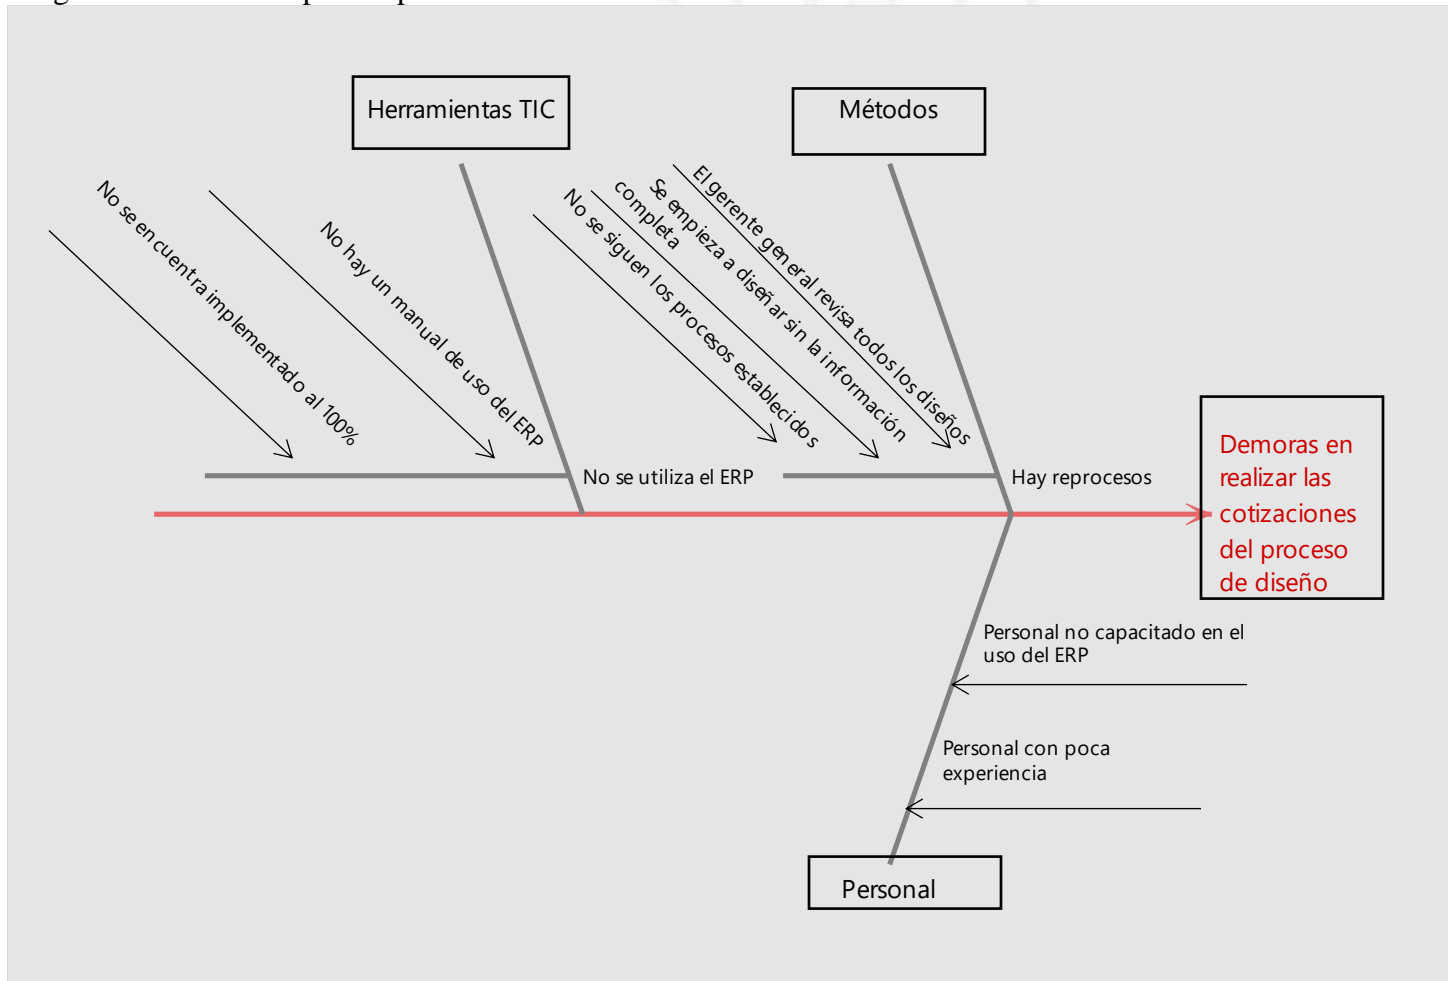 Herramientas TIC
Métodos
No se en cuentra implementado al 100%
No hay un manual de uso del ERP
No se siguen los procesos establecidos
Se empieza a diseñar sin la información
completa
El gerente general revisa todos los diseños
No se utiliza el ERP
Hay reprocesos
Demoras en
realizar las
cotizaciones
del proceso
de diseño
Personal no capacitado en el
uso del ERP
Personal con poca
experiencia
Personal